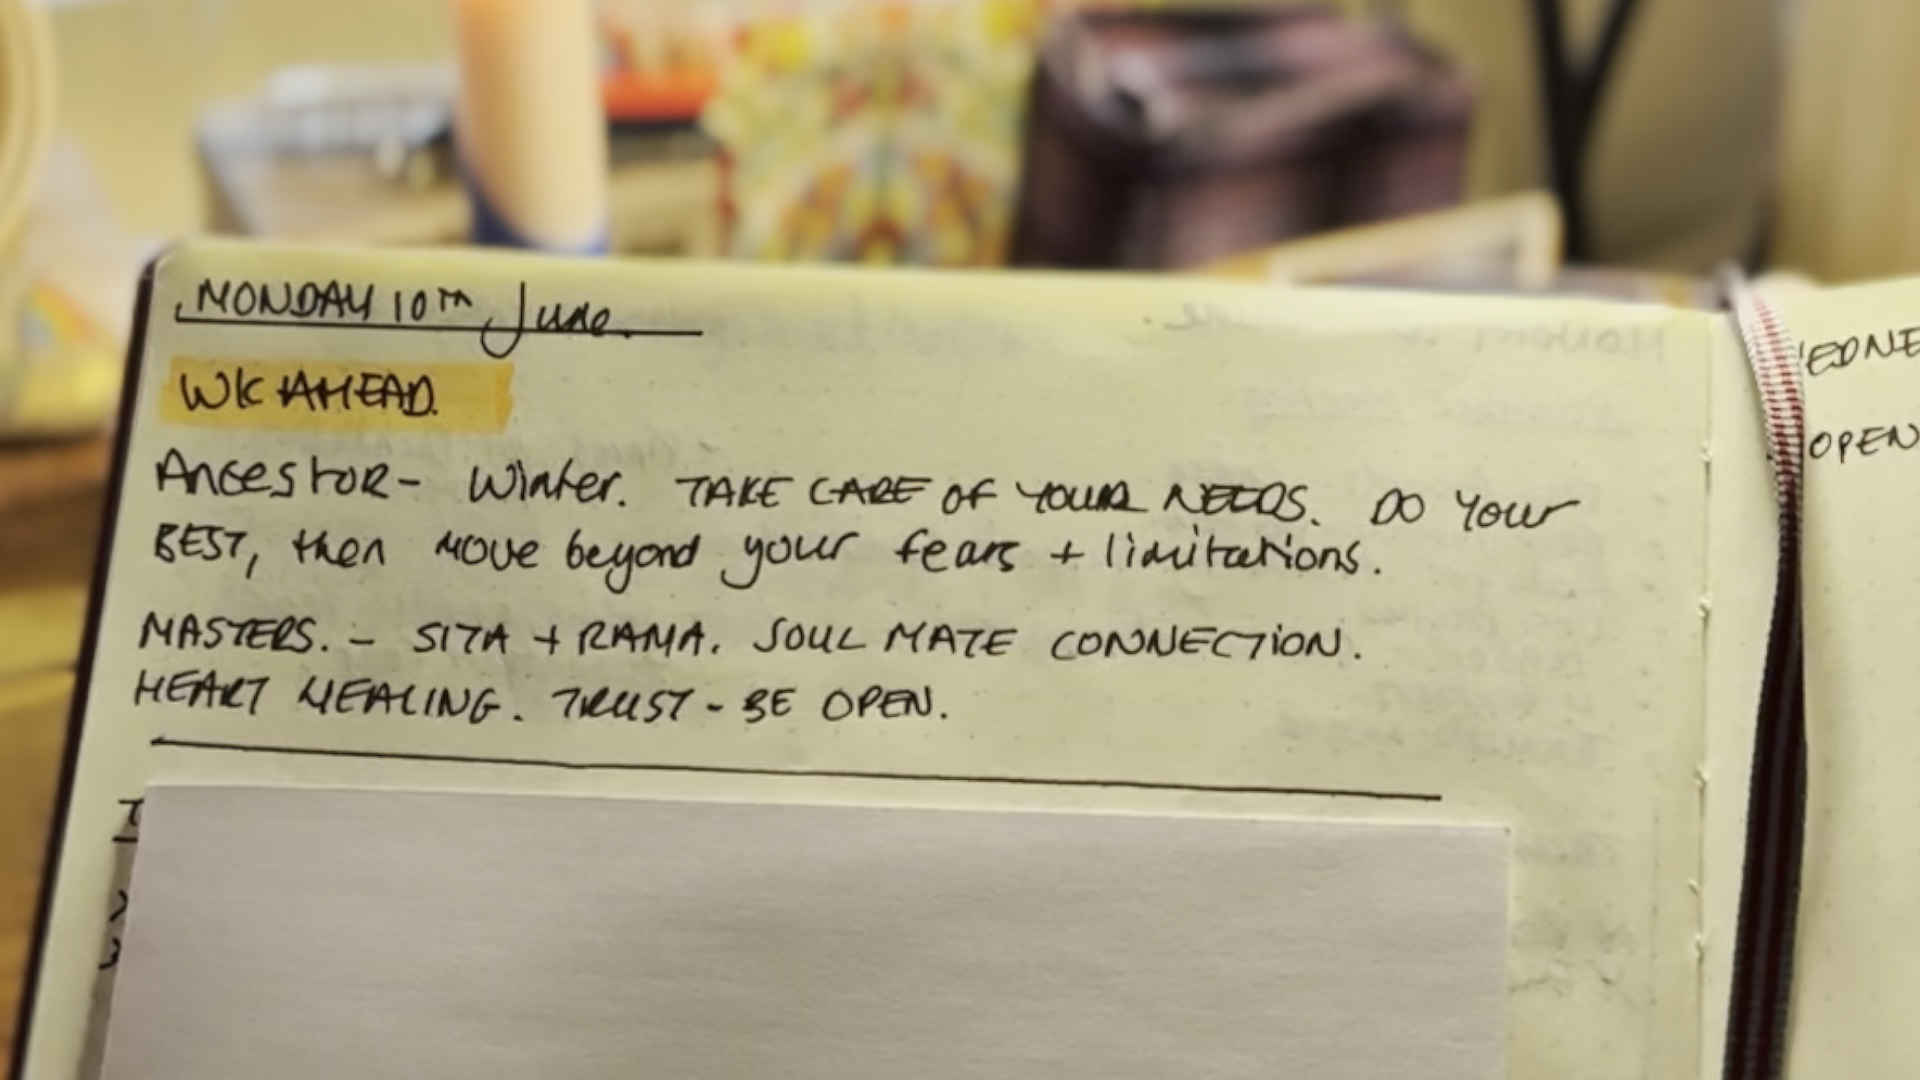 MONDAY 10TH June.
WK AHEAD.
Ancestor - Winter. TAKE CARE OF YOUR NEEDS. DO YOUR
BEST, then move beyond your fears + limitations.
MASTERS. - SITA + RAMA. SOUL MATE CONNECTION.
HEART HEALING. TRUST - BE OPEN.
OPEN